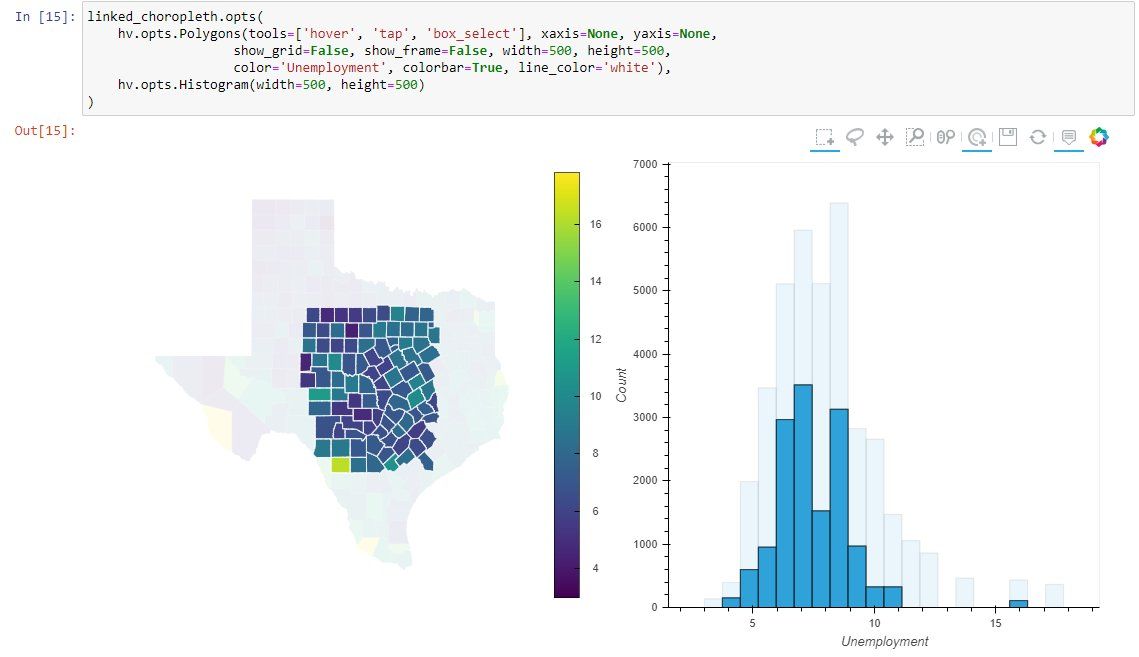 In [15]:
linked_choropleth.opts(
    hv.opts.Polygons(tools=['hover', 'tap', 'box_select'], xaxis=None, yaxis=None,
                    show_grid=False, show_frame=False, width=500, height=500,
                    color='Unemployment', colorbar=True, line_color='white'),
    hv.opts.Histogram(width=500, height=500)
)
Out[15]:
16
14
12
10
8
6
4
7000
6000
5000
4000
3000
2000
1000
0
Count
5 10 15
Unemployment